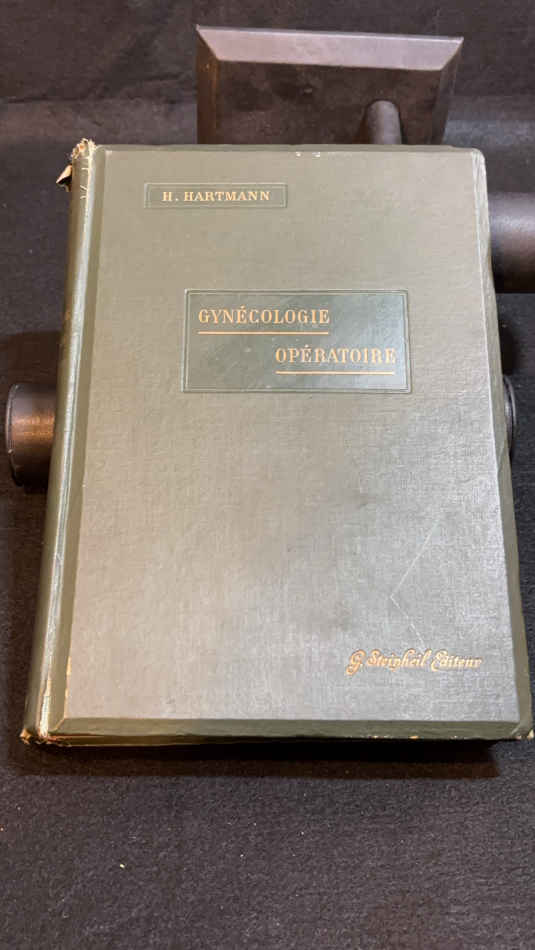 H. HARTMANN
GYNÉCOLOGIE
OPÉRATOIRE
G. Steinheil Éditeur